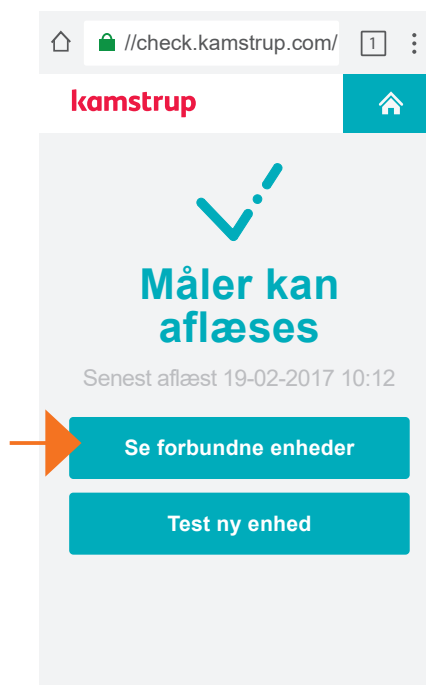 //check.kamstrup.com/ 1
kamstrup
Måler kan
aflæses
Senest aflæst 19-02-2017 10:12
Se forbundne enheder
Test ny enhed